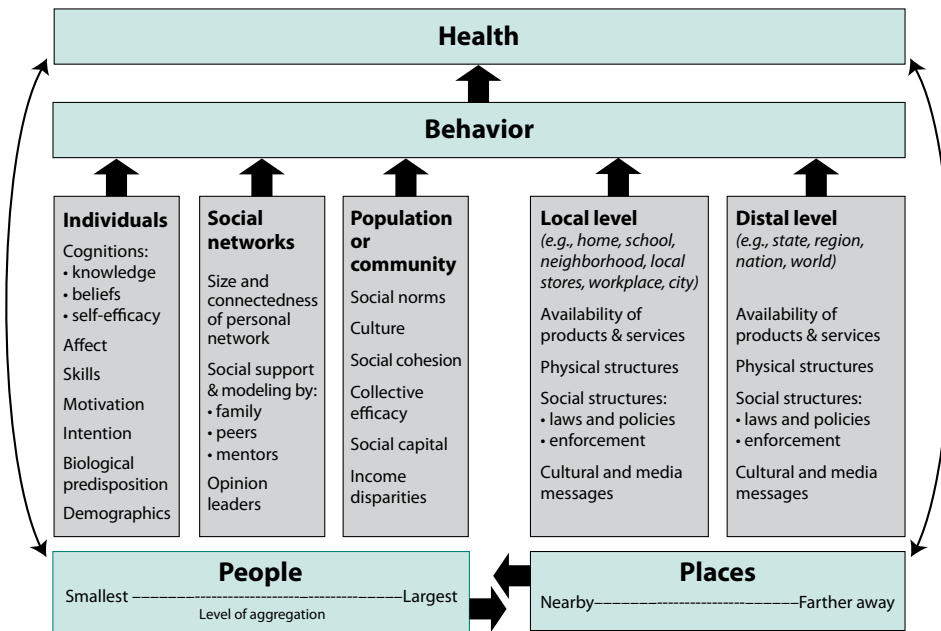 Health
Behavior
Individuals
Cognitions:
• knowledge
• beliefs
• self-efficacy
Affect
Skills
Motivation
Intention
Biological
predisposition
Demographics
Social
networks
Size and
connectedness
of personal
network
Social support
& modeling by:
• family
• peers
• mentors
Opinion
leaders
Population
or
community
Social norms
Culture
Social cohesion
Collective
efficacy
Social capital
Income
disparities
Local level
(e.g., home, school,
neighborhood, local
stores, workplace, city)
Availability of
products & services
Physical structures
Social structures:
• laws and policies
• enforcement
Cultural and media
messages
Distal level
(e.g., state, region,
nation, world)
Availability of
products & services
Physical structures
Social structures:
• laws and policies
• enforcement
Cultural and media
messages
People
Smallest Largest
Level of aggregation
Places
Nearby Farther away